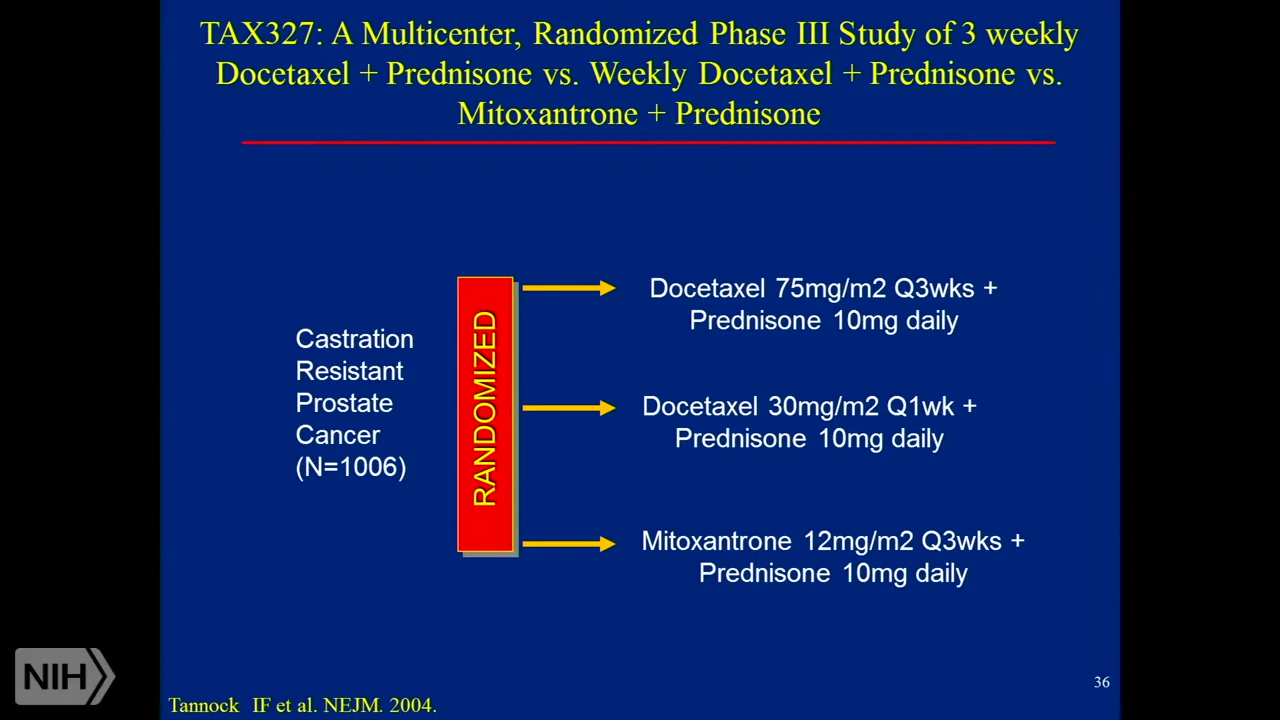 TAX327: A Multicenter, Randomized Phase III Study of 3 weekly
Docetaxel + Prednisone vs. Weekly Docetaxel + Prednisone vs.
Mitoxantrone + Prednisone
Castration
Resistant
Prostate
Cancer
(N=1006)
RANDOMIZED
Docetaxel 75mg/m2 Q3wks +
Prednisone 10mg daily
Docetaxel 30mg/m2 Q1wk +
Prednisone 10mg daily
Mitoxantrone 12mg/m2 Q3wks +
Prednisone 10mg daily
NIH
36
Tannock IF et al. NEJM. 2004.